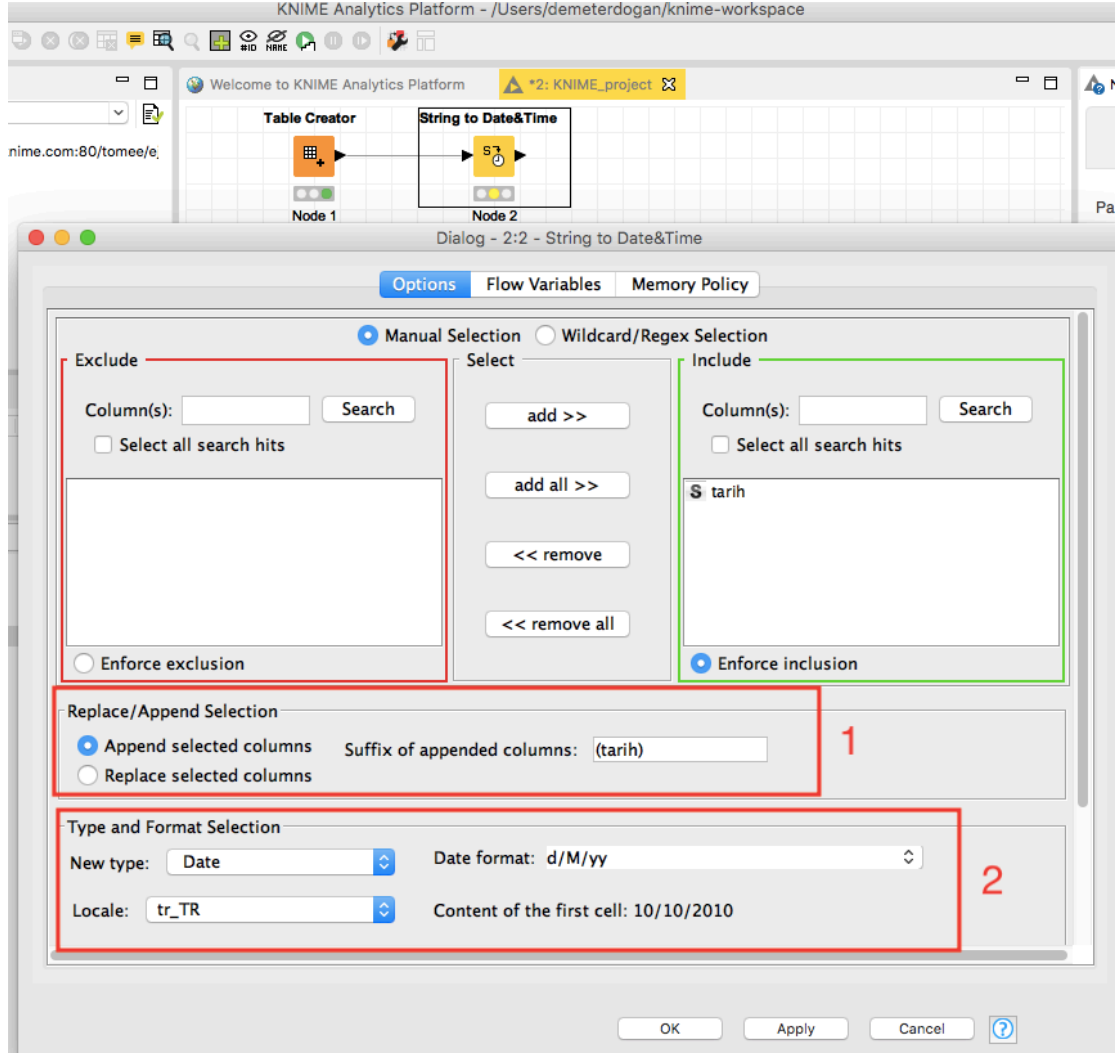 KNIME Analytics Platform - /Users/demeterdogan/knime-workspace
#ID NAME
Welcome to KNIME Analytics Platform
*2: KNIME_project
nime.com:80/tomee/e
Table Creator String to Date&Time
Node 1 Node 2
Pa
Dialog - 2:2 - String to Date&Time
Options Flow Variables Memory Policy
Manual Selection Wildcard/Regex Selection
Exclude Select Include
Column(s): Search add >> Column(s): Search
Select all search hits Select all search hits
add all >> S tarih
<< remove
<< remove all
Enforce exclusion Enforce inclusion
Replace/Append Selection
Append selected columns Suffix of appended columns: (tarih) 1
Replace selected columns
Type and Format Selection
New type: Date Date format: d/M/yy 2
Locale: tr_TR Content of the first cell: 10/10/2010
OK Apply Cancel ?